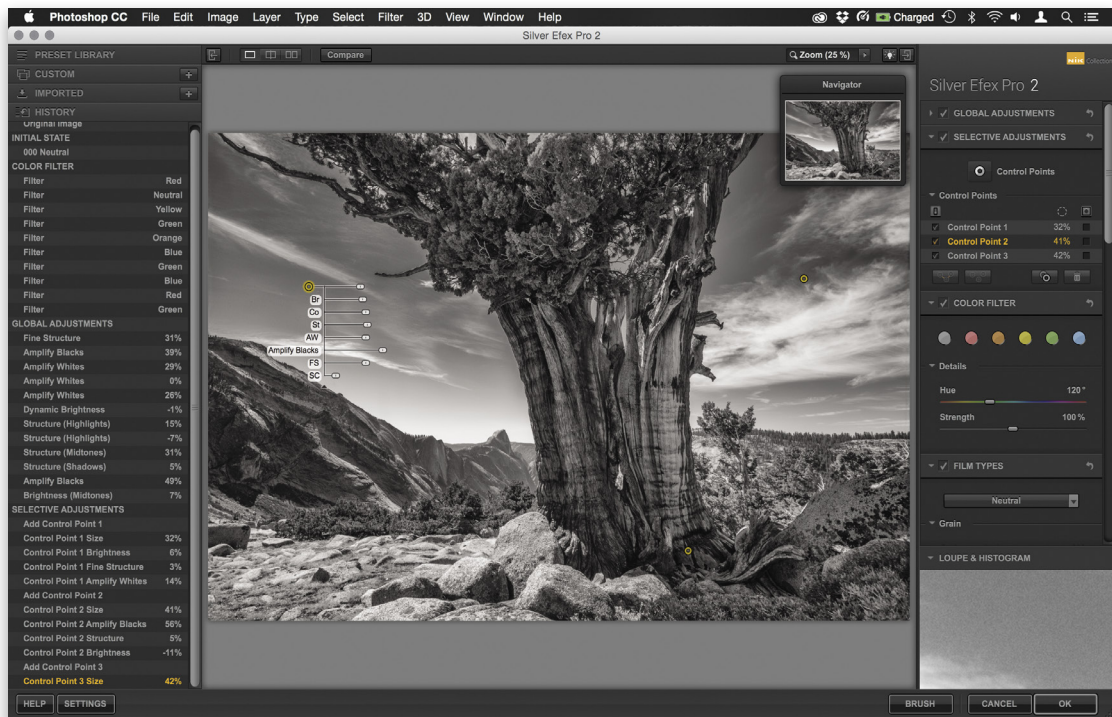 Photoshop CC File Edit Image Layer Type Select Filter 3D View Window Help Charged
Silver Efex Pro 2
PRESET LIBRARY
CUSTOM
IMPORTED
HISTORY
Original Image
INITIAL STATE
000 Neutral
COLOR FILTER
Filter Red
Filter Neutral
Filter Yellow
Filter Green
Filter Orange
Filter Blue
Filter Green
Filter Blue
Filter Red
Filter Green
GLOBAL ADJUSTMENTS
Fine Structure 31%
Amplify Blacks 39%
Amplify Whites 29%
Amplify Whites 0%
Amplify Whites 26%
Dynamic Brightness -1%
Structure (Highlights) 15%
Structure (Highlights) -7%
Structure (Midtones) 31%
Structure (Shadows) 5%
Amplify Blacks 49%
Brightness (Midtones) 7%
SELECTIVE ADJUSTMENTS
Add Control Point 1
Control Point 1 Size 32%
Control Point 1 Brightness 6%
Control Point 1 Fine Structure 3%
Control Point 1 Amplify Whites 14%
Add Control Point 2
Control Point 2 Size 41%
Control Point 2 Amplify Blacks 56%
Control Point 2 Structure 5%
Control Point 2 Brightness -11%
Add Control Point 3
Control Point 3 Size 42%
HELP SETTINGS
Compare
Zoom (25 %)
Navigator
Br
Co
St
AW
Amplify Blacks
FS
SC
Nik Collection
Silver Efex Pro 2
GLOBAL ADJUSTMENTS
SELECTIVE ADJUSTMENTS
Control Points
Control Points
Control Point 1 32%
Control Point 2 41%
Control Point 3 42%
COLOR FILTER
Details
Hue 120°
Strength 100 %
FILM TYPES
Neutral
Grain
LOUPE & HISTOGRAM
BRUSH CANCEL OK